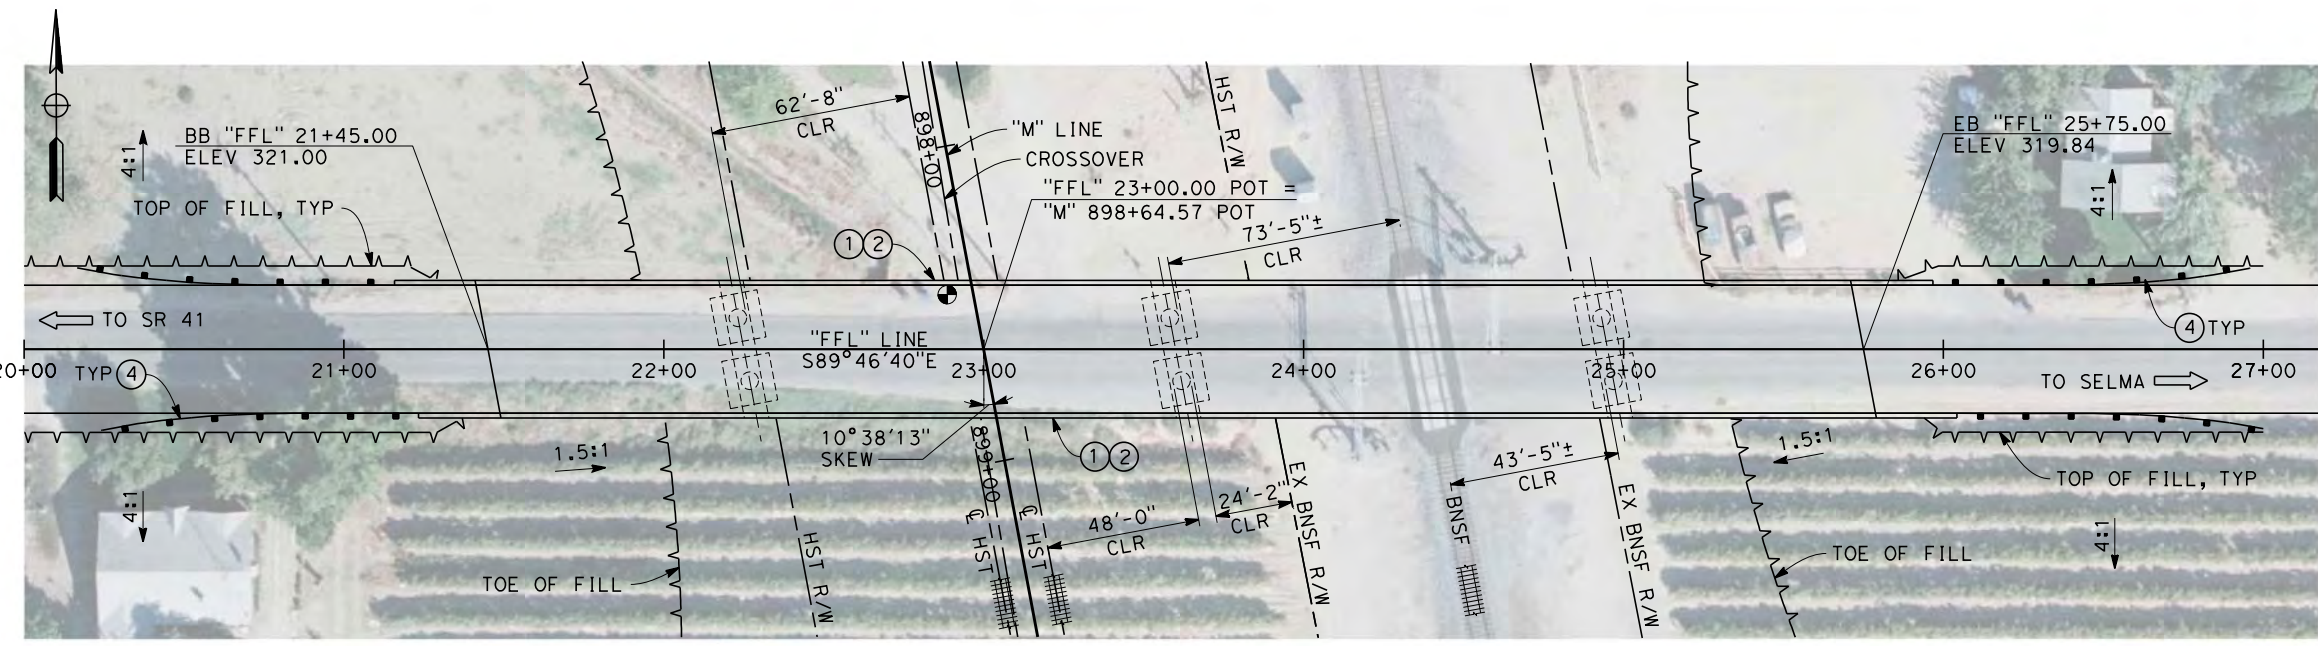 62'-8"
CLR
HST R/W
898+00
"M" LINE
CROSSOVER
BB "FFL" 21+45.00
ELEV 321.00
EB "FFL" 25+75.00
ELEV 319.84
4:1
4:1
"FFL" 23+00.00 POT =
"M" 898+64.57 POT
TOP OF FILL, TYP
73'-5"±
CLR
1 2
TO SR 41
"FFL" LINE
S89°46'40"E
4 TYP
20+00
TYP 4
21+00
22+00
23+00
24+00
25+00
26+00
TO SELMA
27+00
10°38'13"
SKEW
899+00
1 2
1.5:1
1.5:1
43'-5"±
CLR
TOP OF FILL, TYP
4:1
4:1
24'-2"
CLR
48'-0"
CLR
℄ HST
℄ HST
HST R/W
EX BNSF R/W
BNSF
EX BNSF R/W
TOE OF FILL
TOE OF FILL